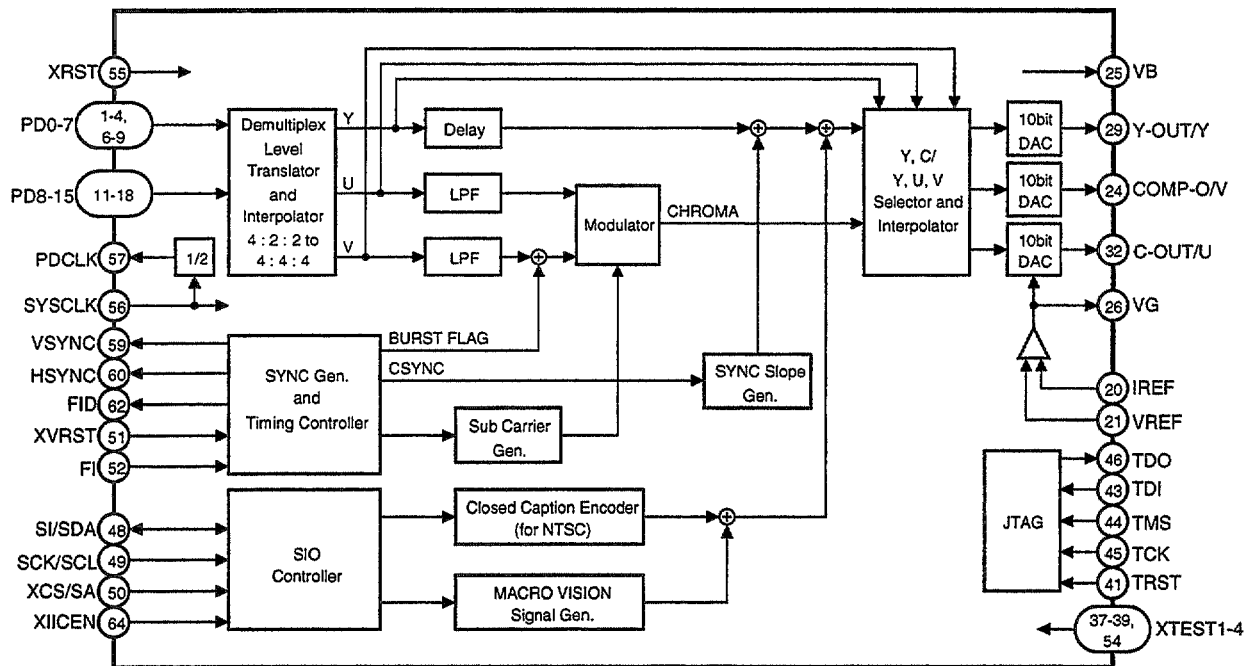 XRST 55
PD0-7 1-4,
6-9
PD8-15 11-18
PDCLK 57
1/2
SYSCLK 56
VSYNC 59
HSYNC 60
FID 62
XVRST 51
FI 52
SI/SDA 48
SCK/SCL 49
XCS/SA 50
XIICEN 64
Demultiplex
Level
Translator
and
Interpolator
4 : 2 : 2 to
4 : 4 : 4
Y
U
V
Delay
LPF
LPF
Modulator
CHROMA
Y, C/
Y, U, V
Selector and
Interpolator
10bit
DAC
10bit
DAC
10bit
DAC
SYNC Gen.
and
Timing Controller
BURST FLAG
CSYNC
SYNC Slope
Gen.
Sub Carrier
Gen.
SIO
Controller
Closed Caption Encoder
(for NTSC)
MACRO VISION
Signal Gen.
JTAG
25 VB
29 Y-OUT/Y
24 COMP-O/V
32 C-OUT/U
26 VG
20 IREF
21 VREF
46 TDO
43 TDI
44 TMS
45 TCK
41 TRST
37-39,
54 XTEST1-4